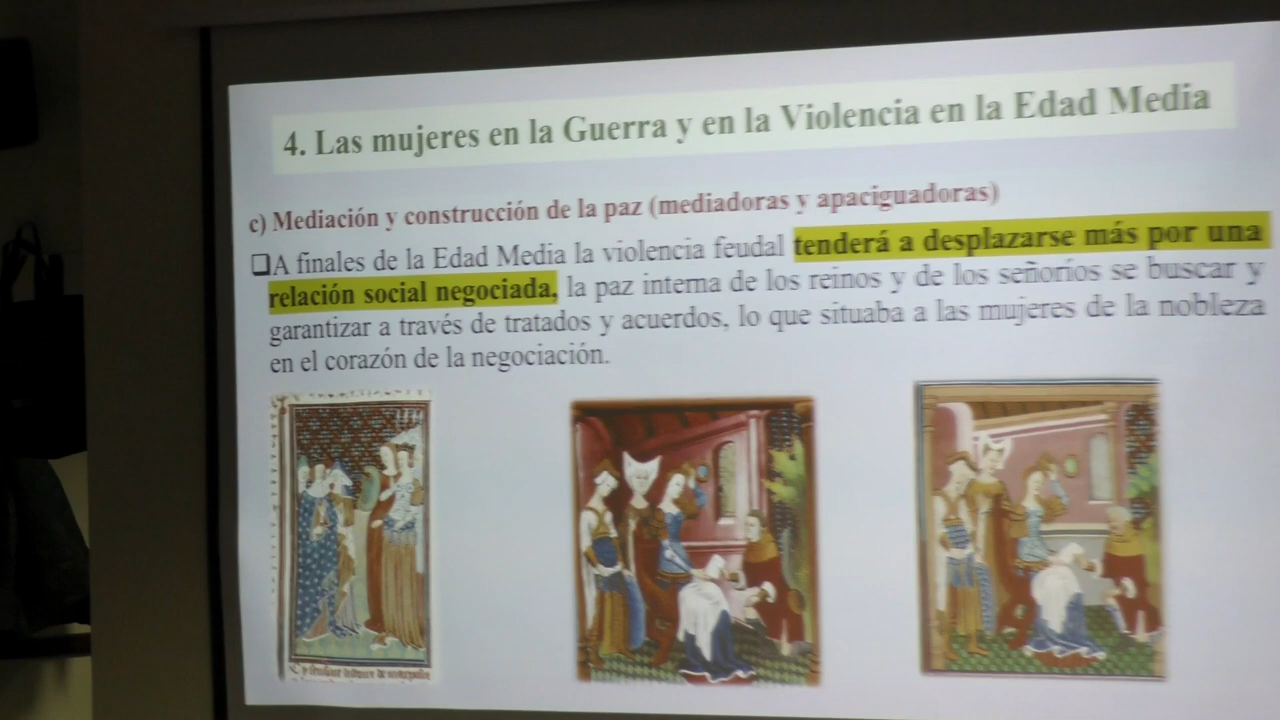 4. Las mujeres en la Guerra y en la Violencia en la Edad Media
c) Mediación y construcción de la paz (mediadoras y apaciguadoras)
❑A finales de la Edad Media la violencia feudal tenderá a desplazarse más por una
relación social negociada, la paz interna de los reinos y de los señoríos se buscar y
garantizar a través de tratados y acuerdos, lo que situaba a las mujeres de la nobleza
en el corazón de la negociación.